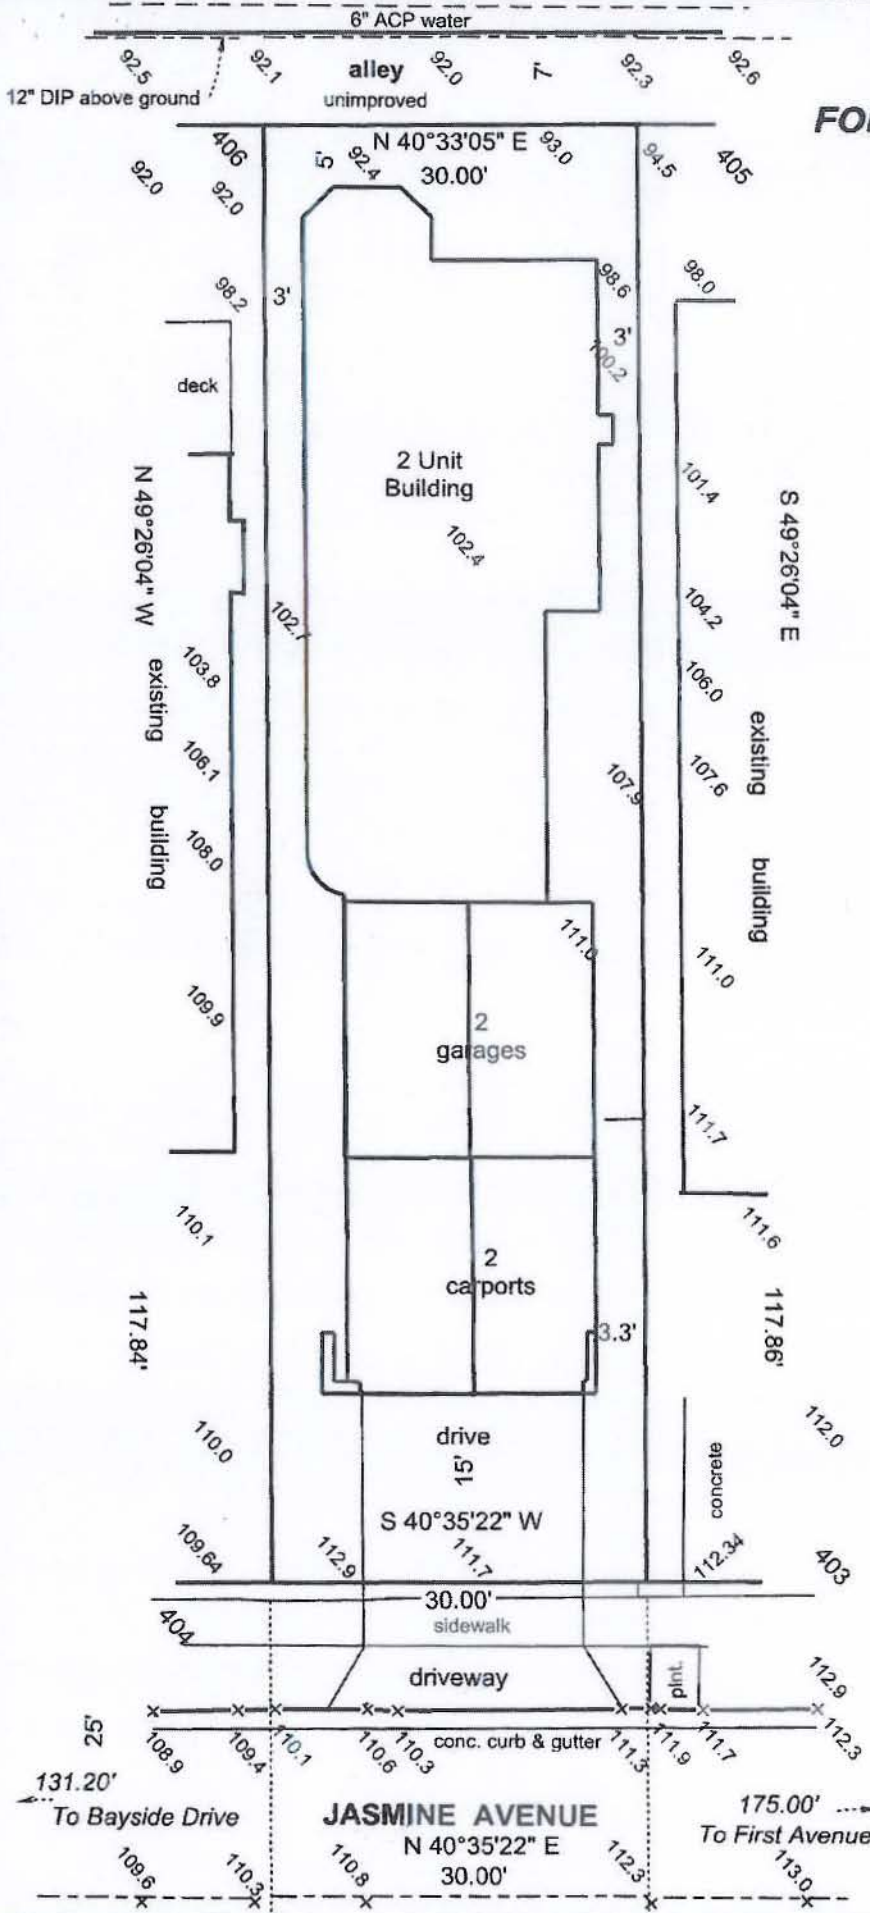 6" ACP water
92.5
92.1
alley
92.0
7'
92.3
92.6
12" DIP above ground
unimproved
406
N 40°33'05" E
93.0
94.5
405
92.0
92.0
5'
92.4
30.00'
98.2
3'
98.6
98.0
3'
100.2
deck
2 Unit
Building
101.4
N 49°26'04" W
S 49°26'04" E
102.4
102.1
104.2
103.8
106.0
existing building
existing building
106.1
107.9
107.6
108.0
111.0
111.0
109.9
2
garages
111.7
110.1
111.6
2
carports
117.84'
117.86'
3.3'
110.0
drive
15'
concrete
112.0
S 40°35'22" W
109.64
112.9
111.7
112.34
403
30.00'
404
sidewalk
driveway
plnt.
112.9
25'
108.9
109.4
110.1
110.6
110.3
conc. curb & gutter
111.3
111.9
111.7
112.3
131.20'
To Bayside Drive
JASMINE AVENUE
175.00'
To First Avenue
N 40°35'22" E
30.00'
109.6
110.3
110.8
112.3
113.0